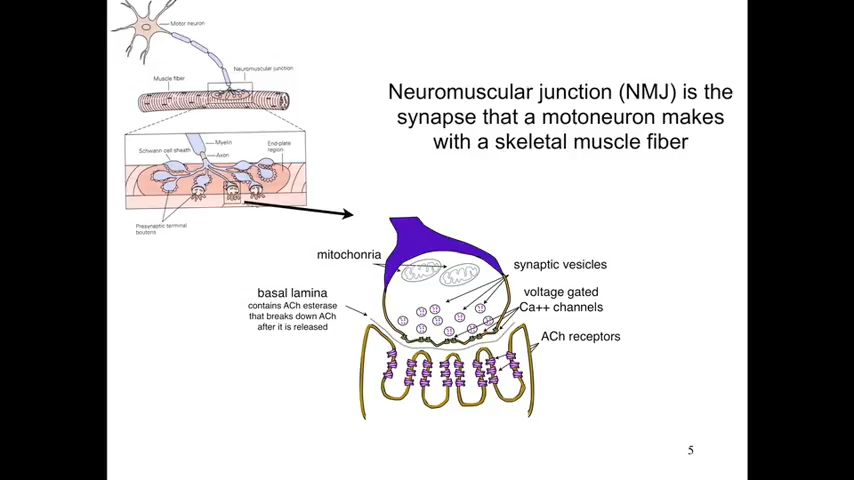 Motor neuron
Neuromuscular junction
Muscle fiber
Neuromuscular junction (NMJ) is the
synapse that a motoneuron makes
with a skeletal muscle fiber
Myelin
Axon
Schwann cell sheath
End-plate
region
Presynaptic terminal
boutons
mitochonria
synaptic vesicles
voltage gated
Ca++ channels
ACh receptors
basal lamina
contains ACh esterase
that breaks down ACh
after it is released
5